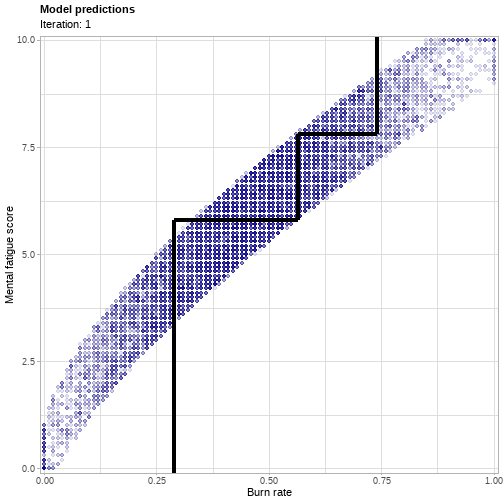 Model predictions
Iteration: 1
10.0
7.5
5.0
2.5
0.0
Mental fatigue score
0.00 0.25 0.50 0.75 1.00
Burn rate